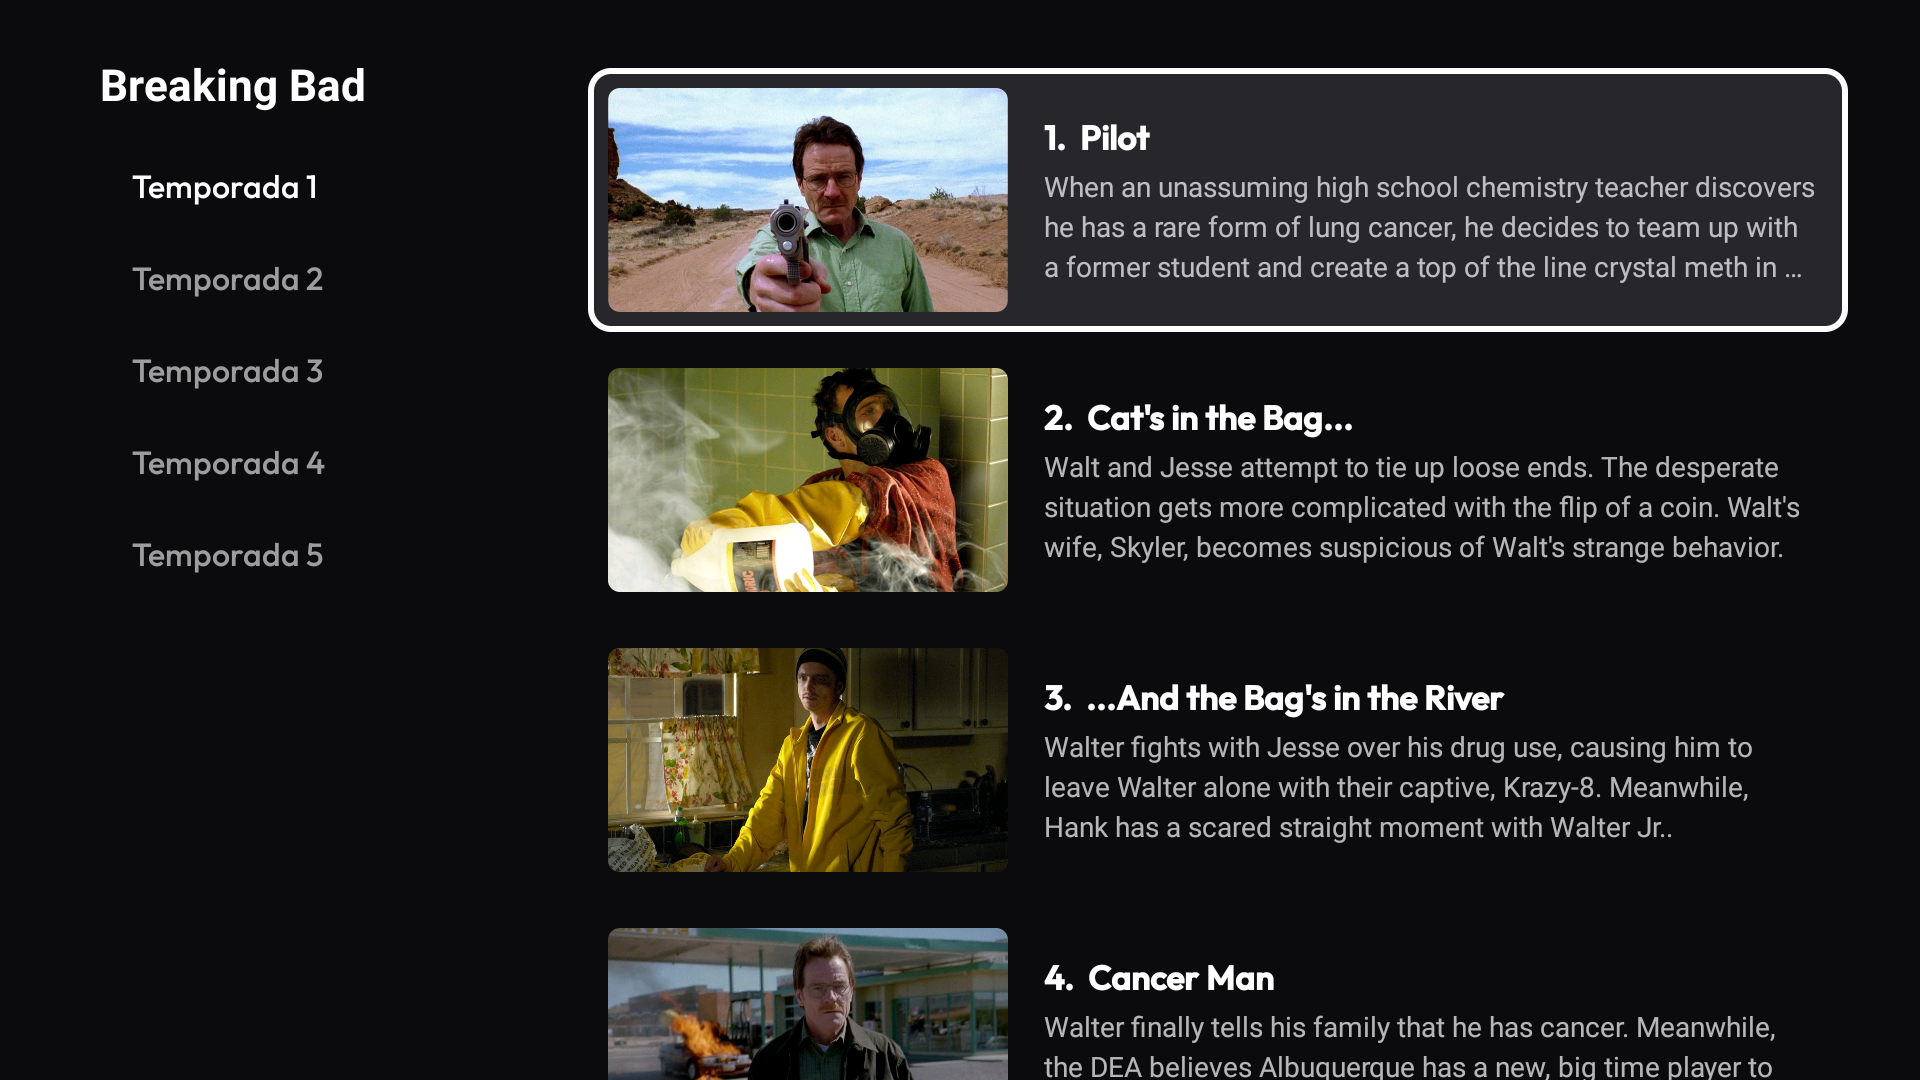 Breaking Bad
Temporada 1
Temporada 2
Temporada 3
Temporada 4
Temporada 5
1. Pilot
When an unassuming high school chemistry teacher discovers
he has a rare form of lung cancer, he decides to team up with
a former student and create a top of the line crystal meth in ...
2. Cat's in the Bag...
Walt and Jesse attempt to tie up loose ends. The desperate
situation gets more complicated with the flip of a coin. Walt's
wife, Skyler, becomes suspicious of Walt's strange behavior.
3. ...And the Bag's in the River
Walter fights with Jesse over his drug use, causing him to
leave Walter alone with their captive, Krazy-8. Meanwhile,
Hank has a scared straight moment with Walter Jr..
4. Cancer Man
Walter finally tells his family that he has cancer. Meanwhile,
the DEA believes Albuquerque has a new, big time player to